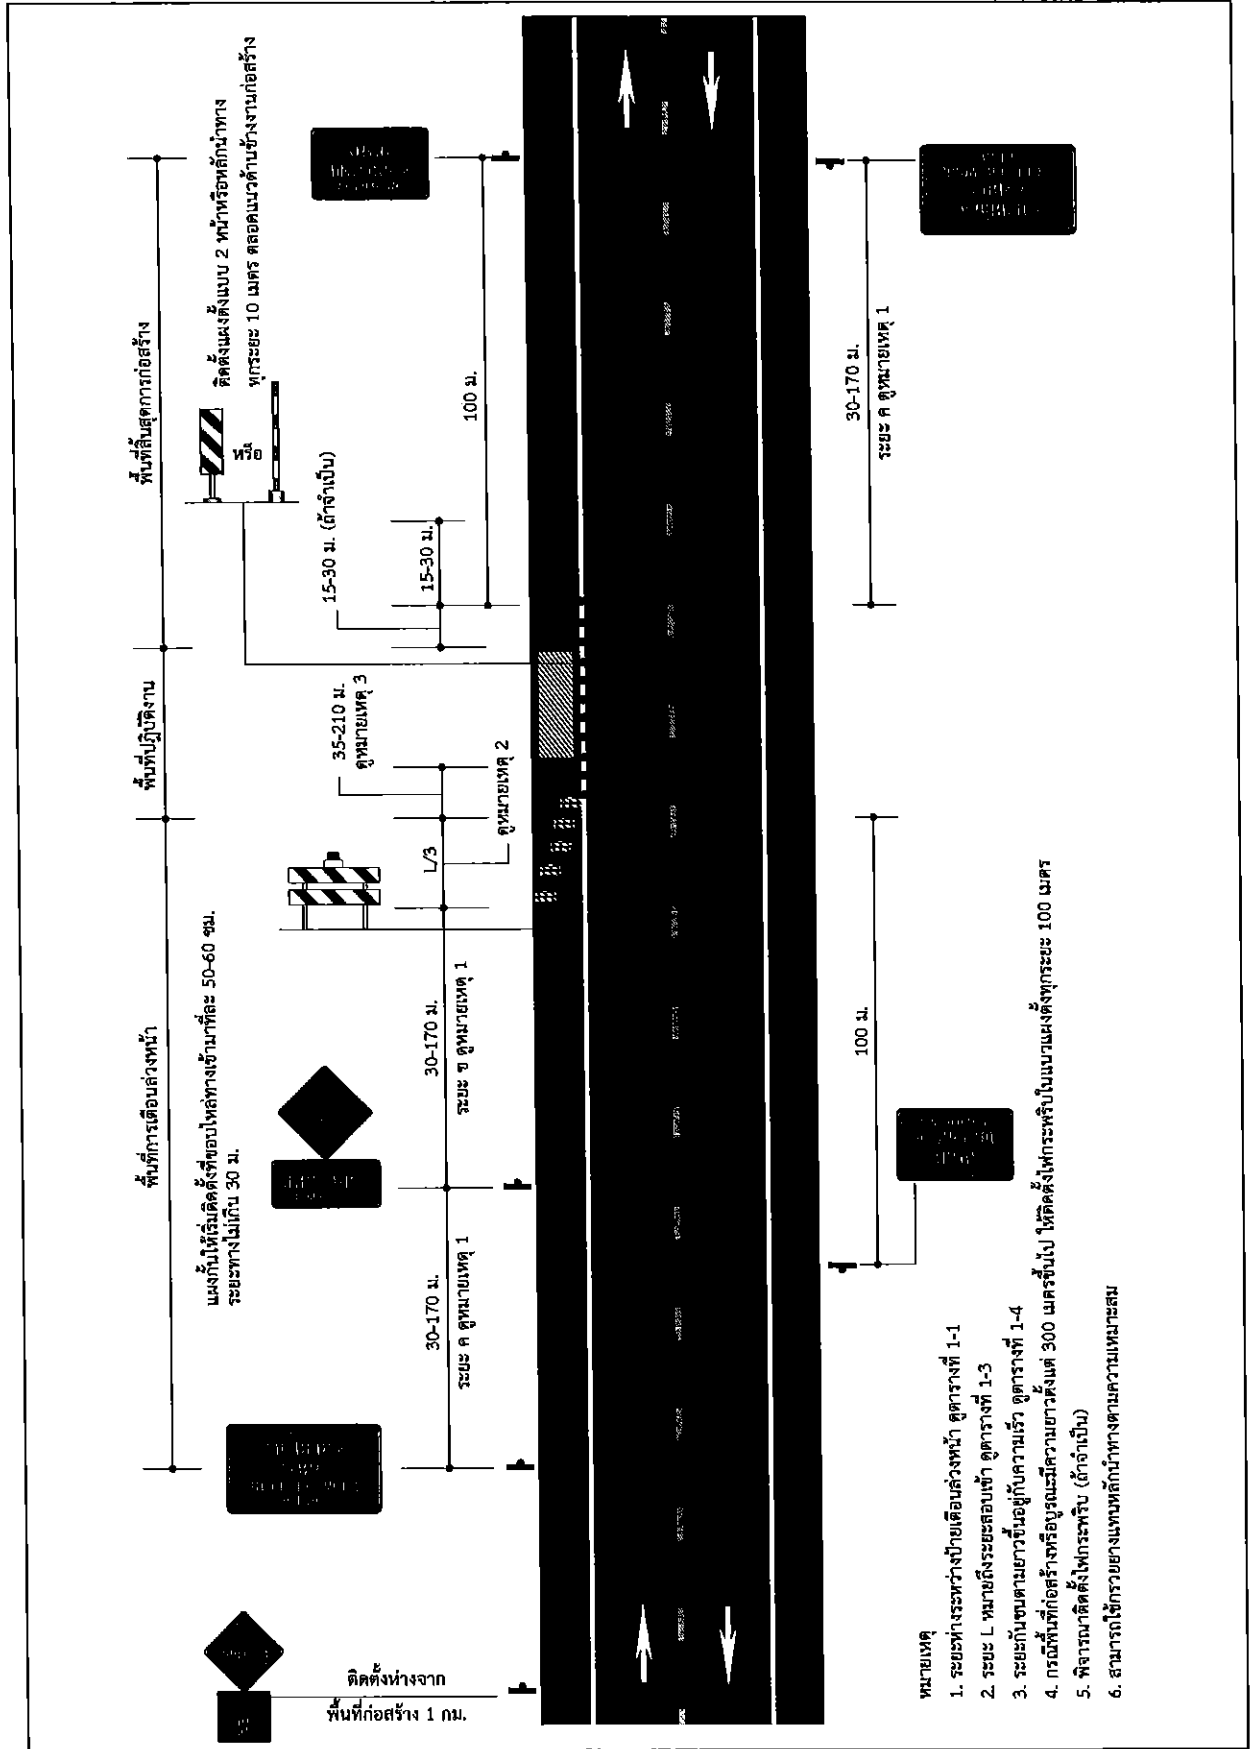 พื้นที่การเตือนล่วงหน้า
พื้นที่ปฏิบัติงาน
พื้นที่สิ้นสุดการก่อสร้าง
แผงกั้นให้เริ่มติดตั้งที่ขอบไหล่ทางเข้ามาทีละ 50-60 ซม.
ระยะทางไม่เกิน 30 ม.
ติดตั้งแผงตั้งแบบ 2 หน้าหรือหลักนำทาง
ทุกระยะ 10 เมตร ตลอดแนวด้านข้างงานก่อสร้าง
หรือ
ติดตั้งห่างจาก
พื้นที่ก่อสร้าง 1 กม.
30-170 ม.
ระยะ ค ดูหมายเหตุ 1
30-170 ม.
ระยะ ข ดูหมายเหตุ 1
L/3
ดูหมายเหตุ 2
35-210 ม.
ดูหมายเหตุ 3
15-30 ม. (ถ้าจำเป็น)
15-30 ม.
100 ม.
100 ม.
30-170 ม.
ระยะ ค ดูหมายเหตุ 1
หมายเหตุ
1. ระยะห่างระหว่างป้ายเตือนล่วงหน้า ดูตารางที่ 1-1
2. ระยะ L หมายถึงระยะสอบเข้า ดูตารางที่ 1-3
3. ระยะกันชนตามยาวขึ้นอยู่กับความเร็ว ดูตารางที่ 1-4
4. กรณีพื้นที่ก่อสร้างหรือบูรณะมีความยาวตั้งแต่ 300 เมตรขึ้นไป ให้ติดตั้งไฟกระพริบในแนวแผงตั้งทุกระยะ 100 เมตร
5. พิจารณาติดตั้งไฟกระพริบ (ถ้าจำเป็น)
6. สามารถใช้กรวยยางแทนหลักนำทางตามความเหมาะสม